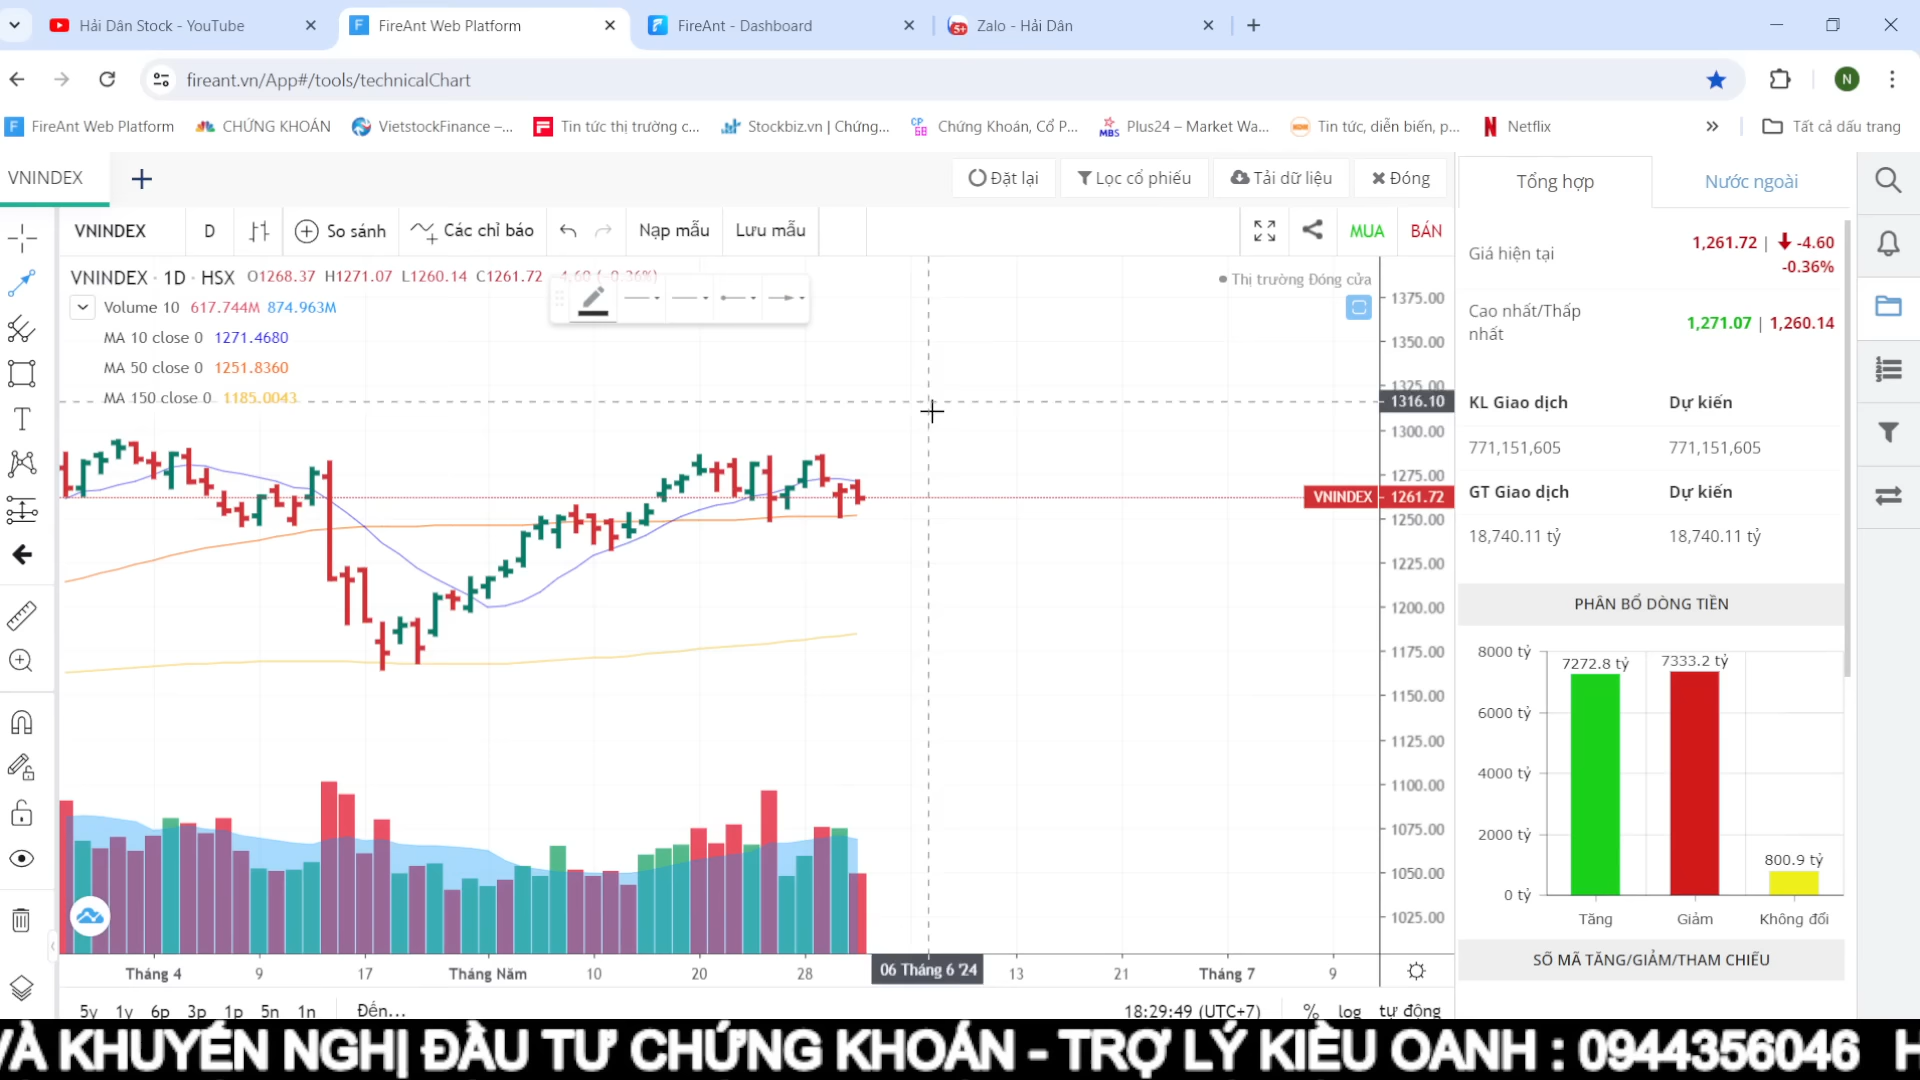 Hải Dân Stock - YouTube
FireAnt Web Platform
FireAnt - Dashboard
5+ Zalo - Hải Dân
fireant.vn/App#/tools/technicalChart
N
FireAnt Web Platform
CHỨNG KHOÁN
VietstockFinance –...
Tin tức thị trường c...
Stockbiz.vn | Chứng...
Chứng Khoán, Cổ P...
MBS Plus24 – Market Wa...
Tin tức, diễn biến, p...
Netflix
Tất cả dấu trang
VNINDEX
Đặt lại
Lọc cổ phiếu
Tải dữ liệu
Đóng
Tổng hợp
Nước ngoài
VNINDEX
D
So sánh
Các chỉ báo
Nạp mẫu
Lưu mẫu
MUA
BÁN
VNINDEX · 1D · HSX O1268.37 H1271.07 L1260.14 C1261.72 -4.60 (-0.36%)
Thị trường Đóng cửa
Volume 10 617.744M 874.963M
MA 10 close 0 1271.4680
MA 50 close 0 1251.8360
MA 150 close 0 1185.0043
1375.00
1350.00
1325.00
1316.10
1300.00
1275.00
VNINDEX 1261.72
1250.00
1225.00
1200.00
1175.00
1150.00
1125.00
1100.00
1075.00
1050.00
1025.00
Tháng 4
9
17
Tháng Năm
10
20
28
06 Tháng 6 '24
13
21
Tháng 7
9
5y 1y 6p 3p 1p 5n 1n Đến...
18:29:49 (UTC+7) % log tự động
Giá hiện tại
1,261.72 | -4.60
-0.36%
Cao nhất/Thấp
nhất
1,271.07 | 1,260.14
KL Giao dịch
Dự kiến
771,151,605
771,151,605
GT Giao dịch
Dự kiến
18,740.11 tỷ
18,740.11 tỷ
PHÂN BỔ DÒNG TIỀN
8000 tỷ
6000 tỷ
4000 tỷ
2000 tỷ
0 tỷ
7272.8 tỷ
7333.2 tỷ
800.9 tỷ
Tăng
Giảm
Không đổi
SỐ MÃ TĂNG/GIẢM/THAM CHIẾU
VÀ KHUYẾN NGHỊ ĐẦU TƯ CHỨNG KHOÁN - TRỢ LÝ KIỀU OANH : 0944356046 H